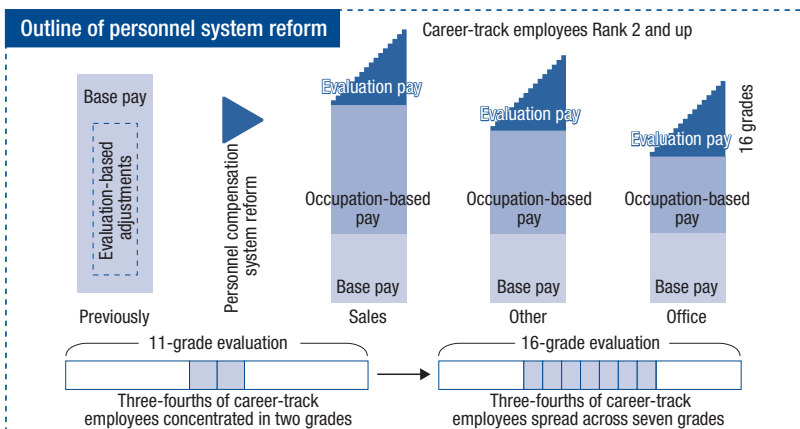 Outline of personnel system reform
Career-track employees Rank 2 and up
Base pay
Evaluation-based
adjustments
Previously
Personnel compensation
system reform
Evaluation pay
Occupation-based
pay
Base pay
Sales
Evaluation pay
Occupation-based
pay
Base pay
Other
Evaluation pay
Occupation-based
pay
Base pay
Office
16 grades
11-grade evaluation
Three-fourths of career-track
employees concentrated in two grades
16-grade evaluation
Three-fourths of career-track
employees spread across seven grades